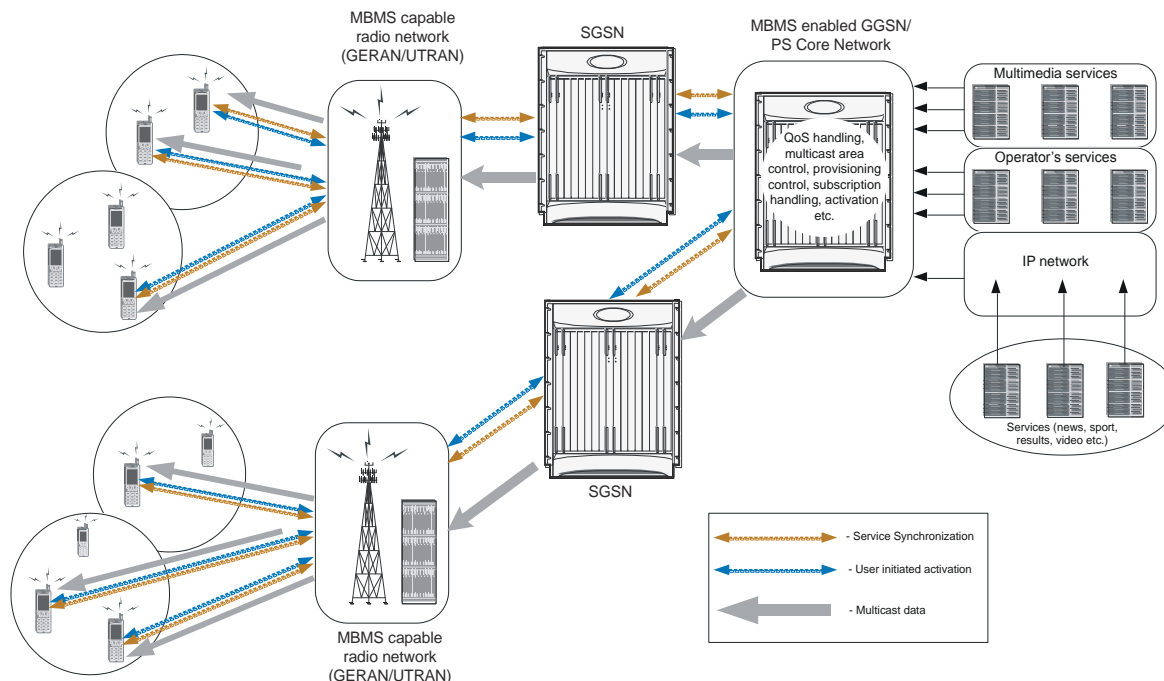 MBMS capable
radio network
(GERAN/UTRAN)
SGSN
MBMS enabled GGSN/
PS Core Network
Multimedia services
QoS handling,
multicast area
control, provisioning
control, subscription
handling, activation
etc.
Operator's services
IP network
Services (news, sport,
results, video etc.)
SGSN
MBMS capable
radio network
(GERAN/UTRAN)
- Service Synchronization
- User initiated activation
- Multicast data